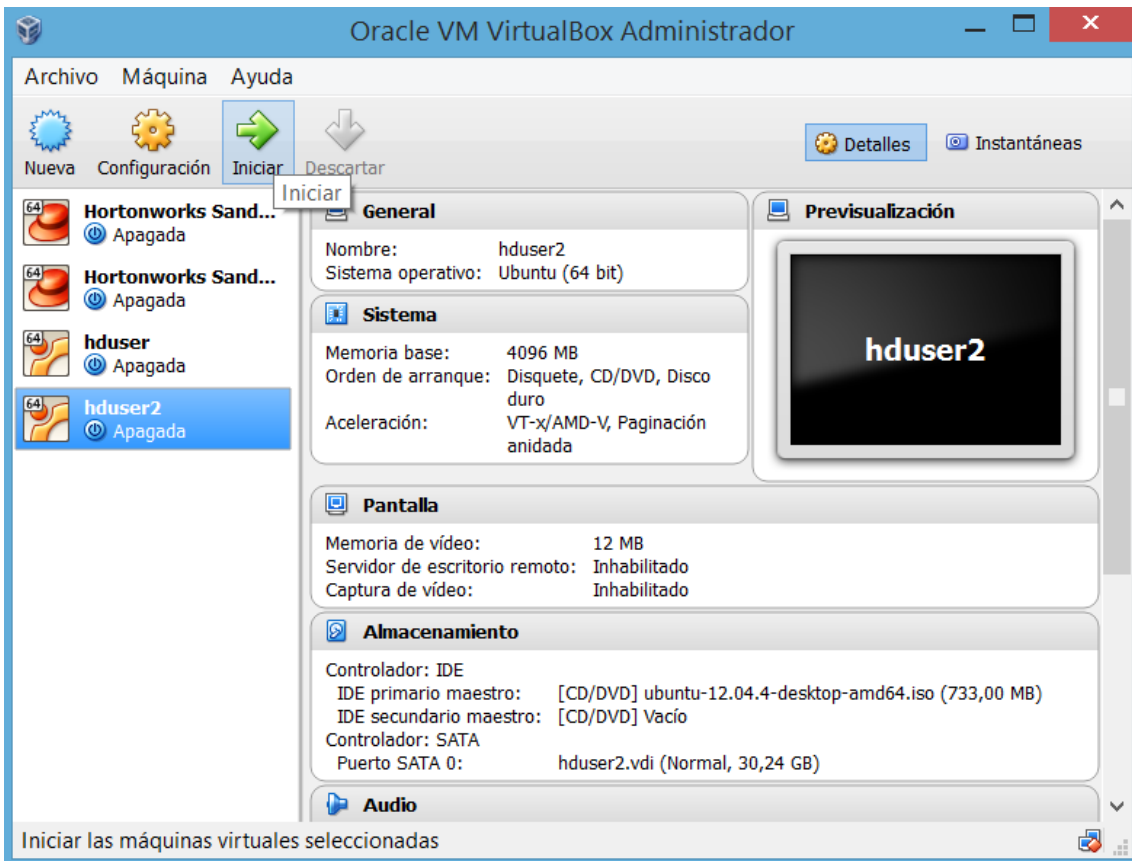 Oracle VM VirtualBox Administrador
Archivo Máquina Ayuda
Nueva Configuración Iniciar Descartar
Detalles Instantáneas
Iniciar
64 Hortonworks Sand...
Apagada
64 Hortonworks Sand...
Apagada
64 hduser
Apagada
64 hduser2
Apagada
General
Nombre: hduser2
Sistema operativo: Ubuntu (64 bit)
Sistema
Memoria base: 4096 MB
Orden de arranque: Disquete, CD/DVD, Disco
duro
Aceleración: VT-x/AMD-V, Paginación
anidada
Previsualización
hduser2
Pantalla
Memoria de vídeo: 12 MB
Servidor de escritorio remoto: Inhabilitado
Captura de vídeo: Inhabilitado
Almacenamiento
Controlador: IDE
IDE primario maestro: [CD/DVD] ubuntu-12.04.4-desktop-amd64.iso (733,00 MB)
IDE secundario maestro: [CD/DVD] Vacío
Controlador: SATA
Puerto SATA 0: hduser2.vdi (Normal, 30,24 GB)
Audio
Iniciar las máquinas virtuales seleccionadas